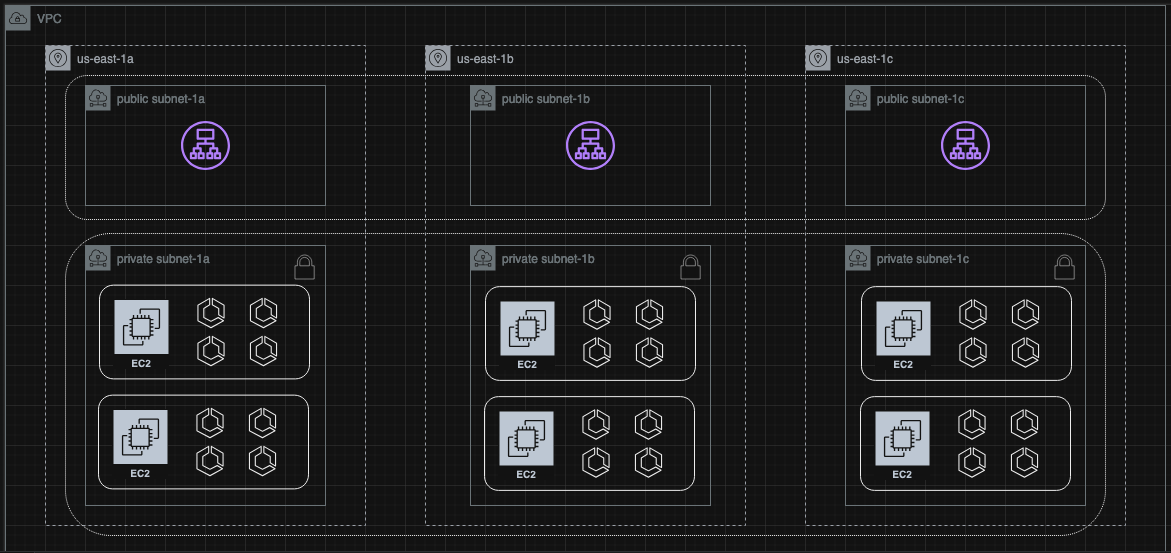 VPC
us-east-1a
us-east-1b
us-east-1c
public subnet-1a
public subnet-1b
public subnet-1c
private subnet-1a
private subnet-1b
private subnet-1c
EC2
EC2
EC2
EC2
EC2
EC2